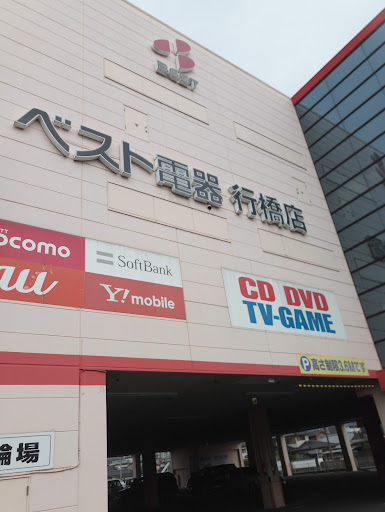 BEST
ベスト電器 行橋店
docomo
SoftBank
au
Y! mobile
CD DVD
TV-GAME
P 高さ制限3.6Mです
輪場